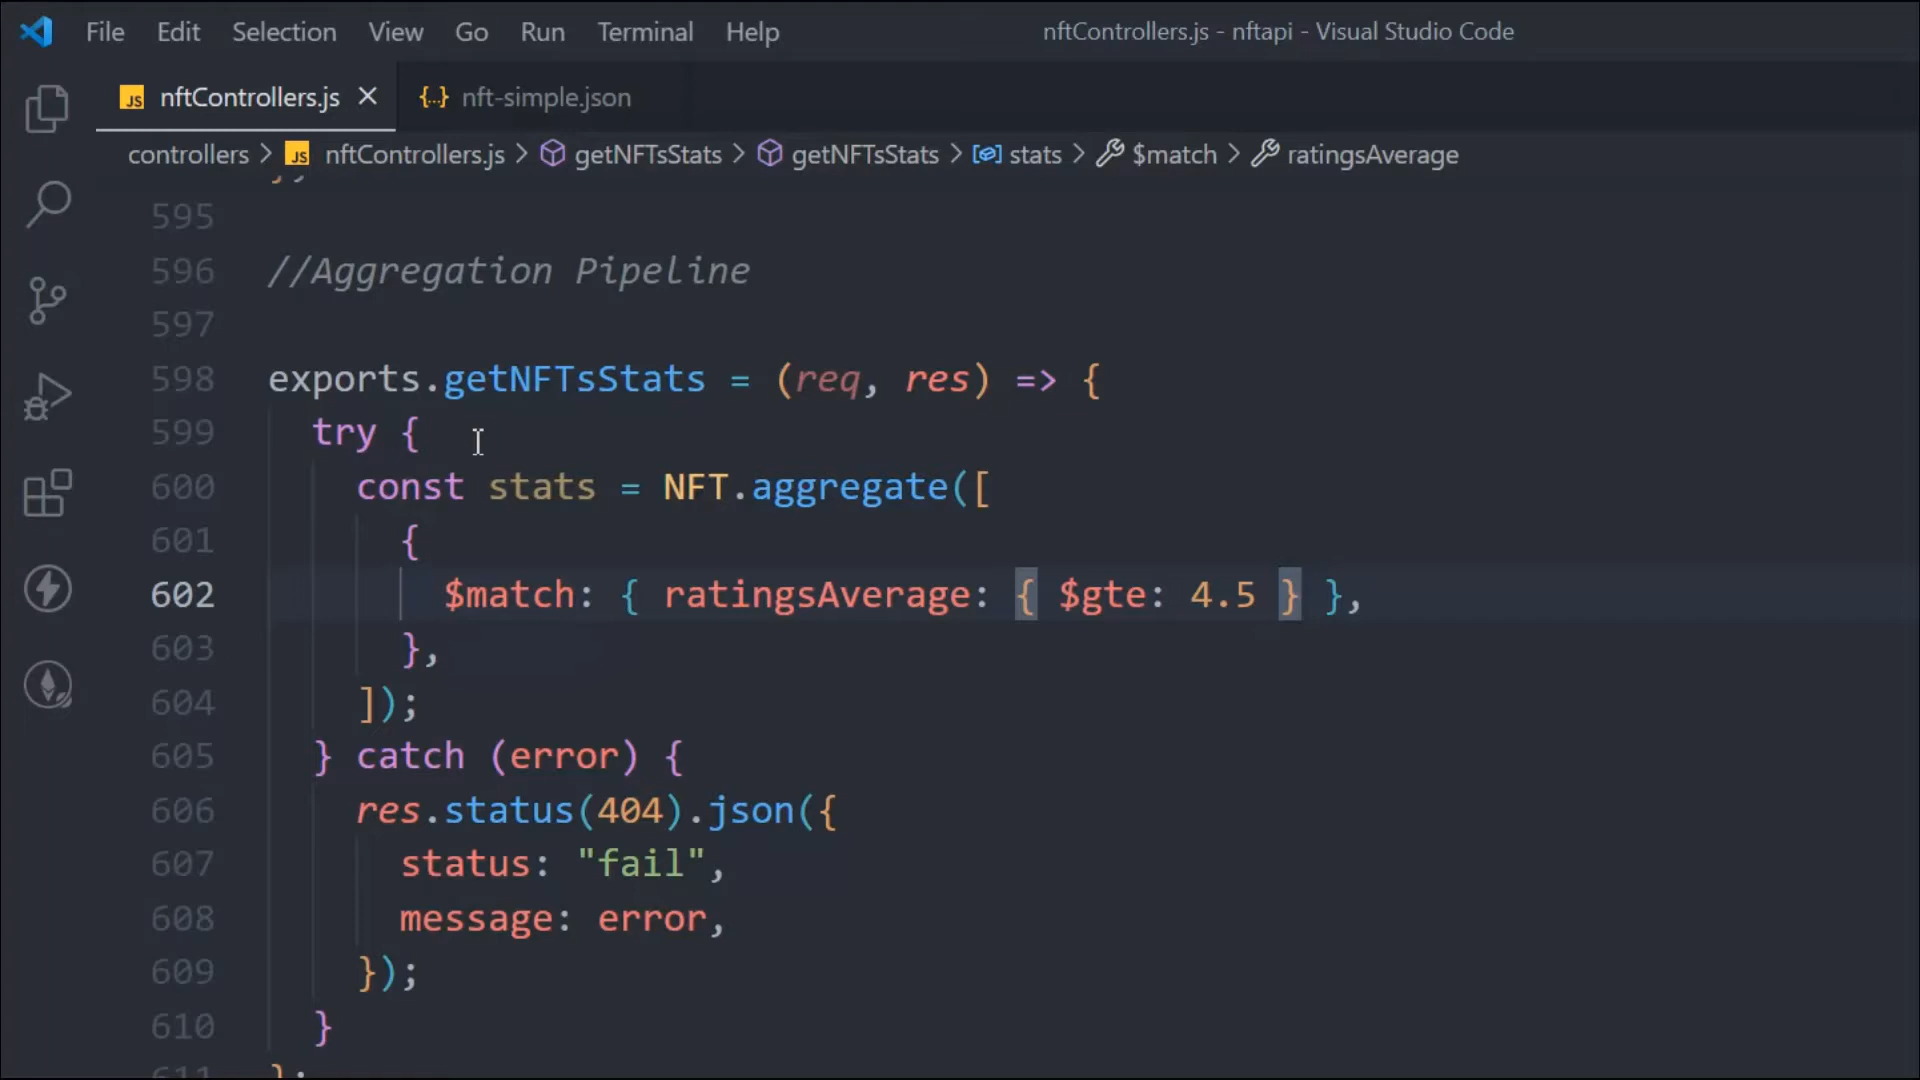 File Edit Selection View Go Run Terminal Help nftControllers.js - nftapi - Visual Studio Code
JS nftControllers.js {..} nft-simple.json
controllers > JS nftControllers.js > getNFTsStats > getNFTsStats > stats > $match > ratingsAverage
595
596 //Aggregation Pipeline
597
598 exports.getNFTsStats = (req, res) => {
599 try {
600 const stats = NFT.aggregate([
601 {
602 $match: { ratingsAverage: { $gte: 4.5 } },
603 },
604 ]);
605 } catch (error) {
606 res.status(404).json({
607 status: "fail",
608 message: error,
609 });
610 }
611 };